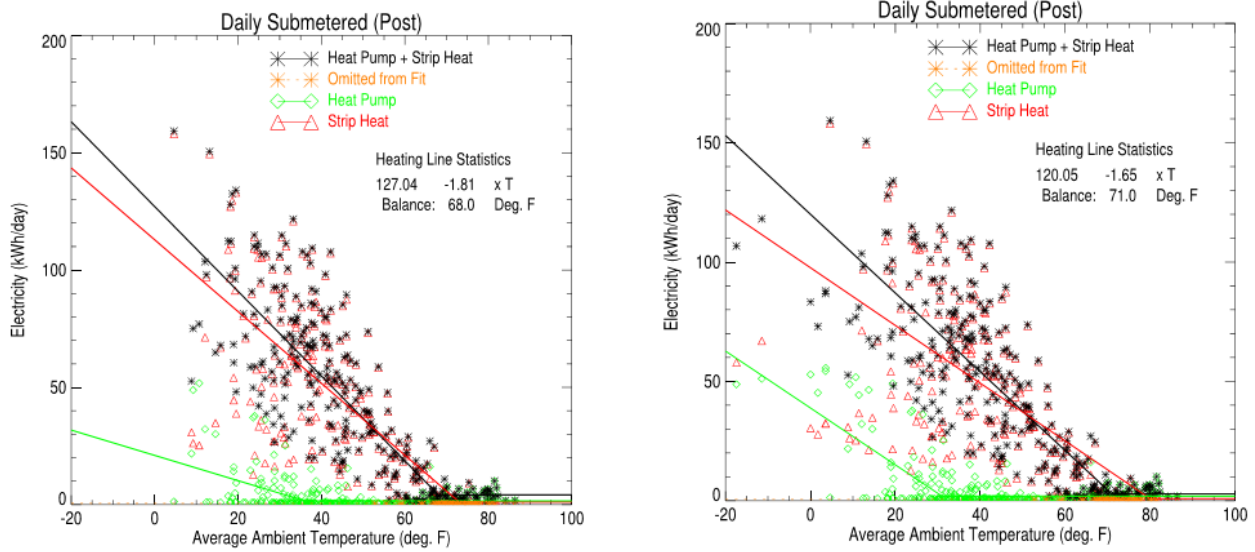 Daily Submetered (Post)
200
150
100
50
0
-20
0
20
40
60
80
100
Electricity (kWh/day)
Average Ambient Temperature (deg. F)
Heat Pump + Strip Heat
Omitted from Fit
Heat Pump
Strip Heat
Heating Line Statistics
127.04 -1.81 x T
Balance: 68.0 Deg. F
Daily Submetered (Post)
200
150
100
50
0
-20
0
20
40
60
80
100
Electricity (kWh/day)
Average Ambient Temperature (deg. F)
Heat Pump + Strip Heat
Omitted from Fit
Heat Pump
Strip Heat
Heating Line Statistics
120.05 -1.65 x T
Balance: 71.0 Deg. F